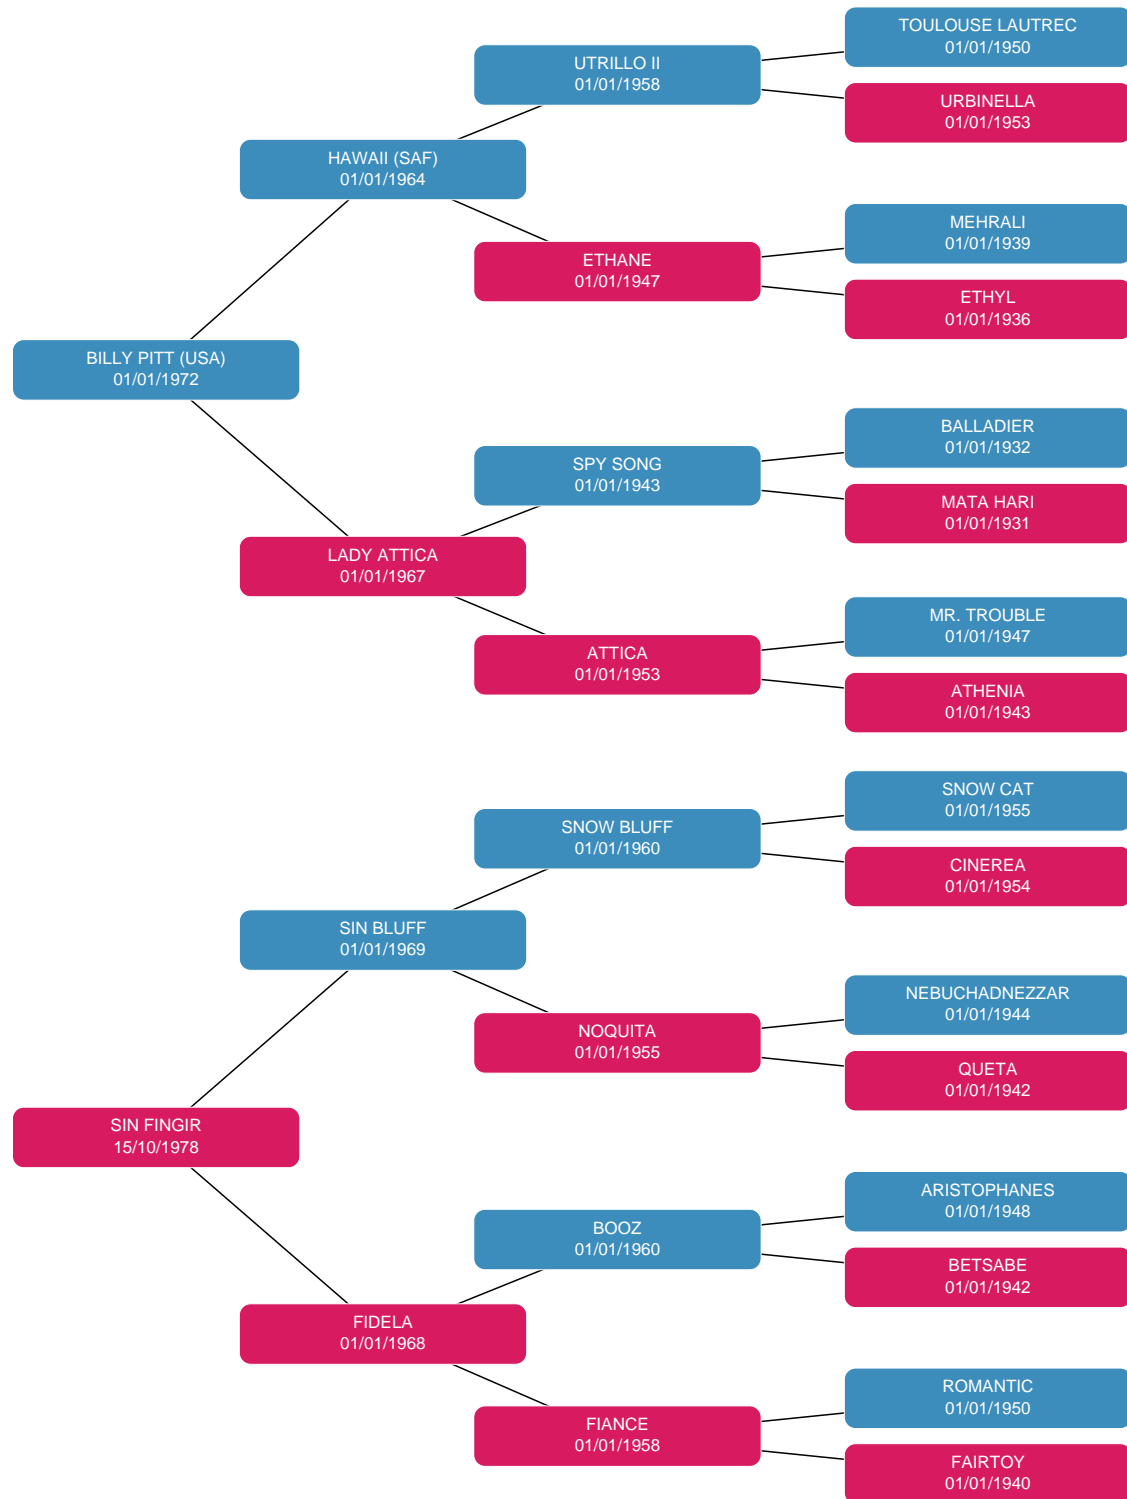 TOULOUSE LAUTREC
01/01/1950
UTRILLO II
01/01/1958
URBINELLA
01/01/1953
HAWAII (SAF)
01/01/1964
MEHRALI
01/01/1939
ETHANE
01/01/1947
ETHYL
01/01/1936
BILLY PITT (USA)
01/01/1972
BALLADIER
01/01/1932
SPY SONG
01/01/1943
MATA HARI
01/01/1931
LADY ATTICA
01/01/1967
MR. TROUBLE
01/01/1947
ATTICA
01/01/1953
ATHENIA
01/01/1943
SNOW CAT
01/01/1955
SNOW BLUFF
01/01/1960
CINEREA
01/01/1954
SIN BLUFF
01/01/1969
NEBUCHADNEZZAR
01/01/1944
NOQUITA
01/01/1955
QUETA
01/01/1942
SIN FINGIR
15/10/1978
ARISTOPHANES
01/01/1948
BOOZ
01/01/1960
BETSABE
01/01/1942
FIDELA
01/01/1968
ROMANTIC
01/01/1950
FIANCE
01/01/1958
FAIRTOY
01/01/1940